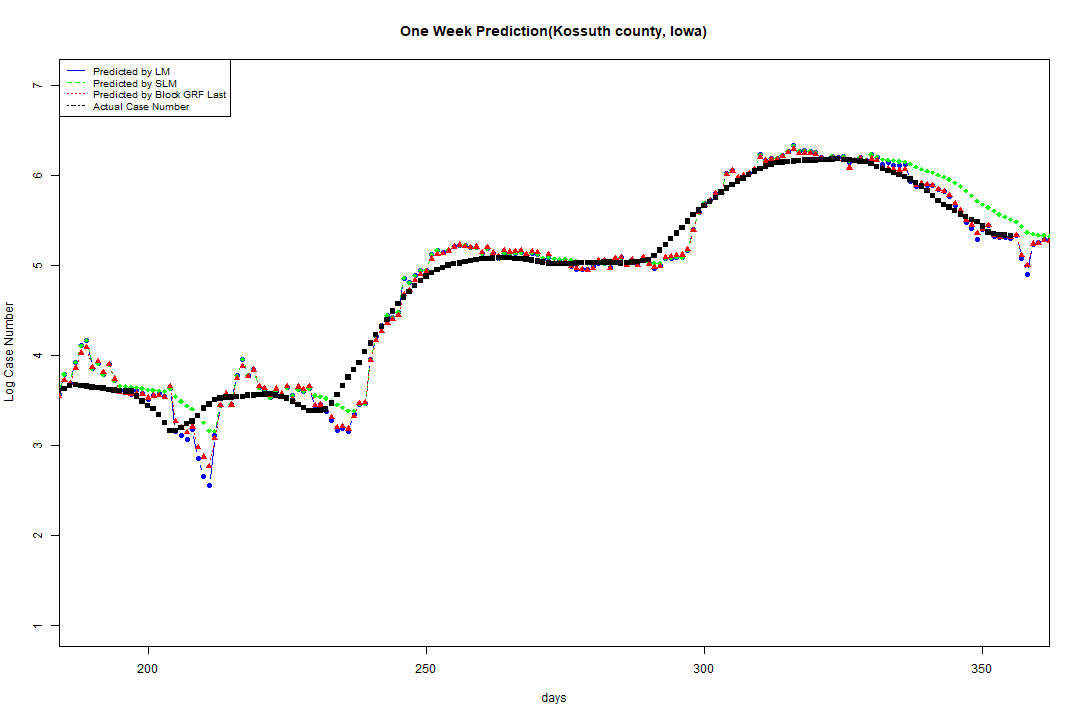 One Week Prediction(Kossuth county, Iowa)
Predicted by LM
Predicted by SLM
Predicted by Block GRF Last
Actual Case Number
7
6
5
4
3
2
1
Log Case Number
200 250 300 350
days